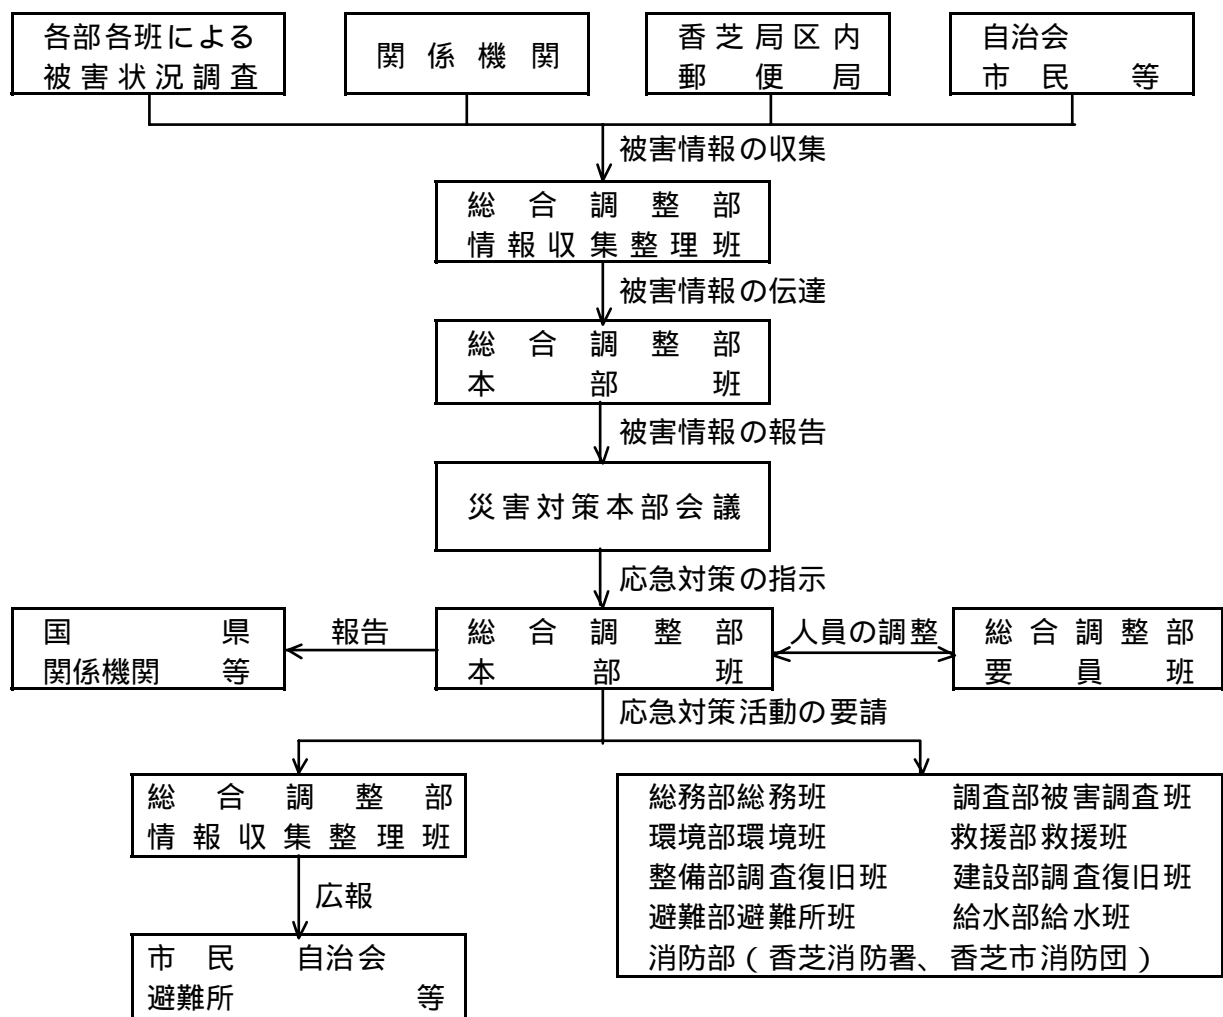 各部各班による
被害状況調査
関係機関
香芝局区内
郵便局
自治会
市民等
被害情報の収集
総合調整部
情報収集整理班
被害情報の伝達
総合調整部
本部班
被害情報の報告
災害対策本部会議
応急対策の指示
国県
関係機関等
報告
総合調整部
本部班
人員の調整
総合調整部
要員班
応急対策活動の要請
総合調整部
情報収集整理班
広報
市民 自治会
避難所 等
総務部総務班 調査部被害調査班
環境部環境班 救援部救援班
整備部調査復旧班 建設部調査復旧班
避難部避難所班 給水部給水班
消防部(香芝消防署、香芝市消防団)